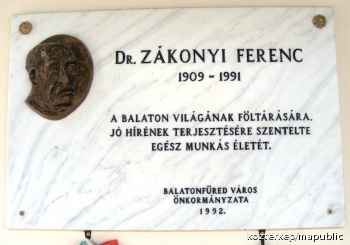 Dr. ZÁKONYI FERENC
1909 - 1991
A BALATON VILÁGÁNAK FÖLTÁRÁSÁRA,
JÓ HÍRÉNEK TERJESZTÉSÉRE SZENTELTE
EGÉSZ MUNKÁS ÉLETÉT.
BALATONFÜRED VÁROS
ÖNKORMÁNYZATA
1992.
kozterkep/mapublic